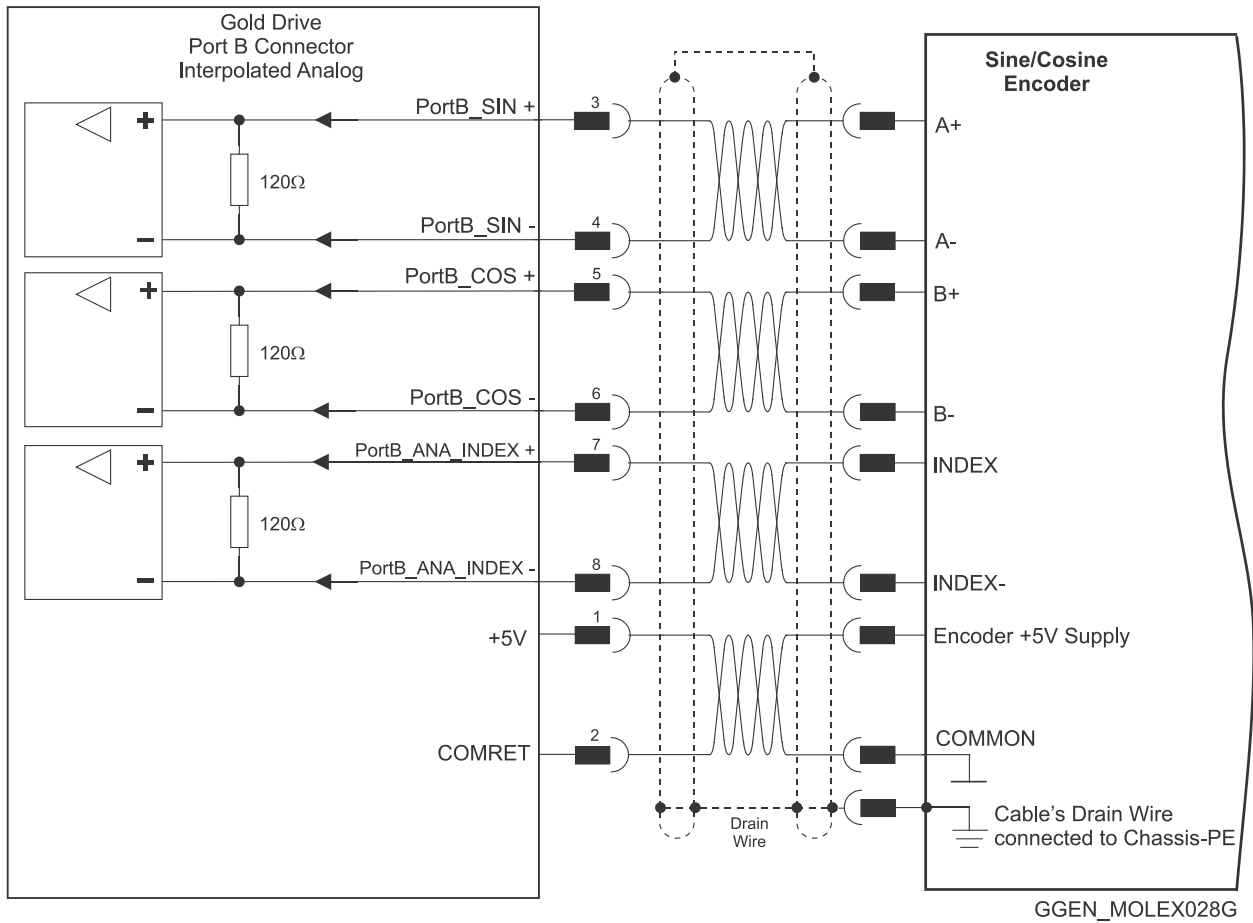 Gold Drive
Port B Connector
Interpolated Analog
Sine/Cosine
Encoder
PortB_SIN +
3
A+
120Ω
PortB_SIN -
4
A-
PortB_COS +
5
B+
120Ω
PortB_COS -
6
B-
PortB_ANA_INDEX +
7
INDEX
120Ω
PortB_ANA_INDEX -
8
INDEX-
+5V
1
Encoder +5V Supply
COMRET
2
COMMON
Drain
Wire
Cable's Drain Wire
connected to Chassis-PE
GGEN_MOLEX028G